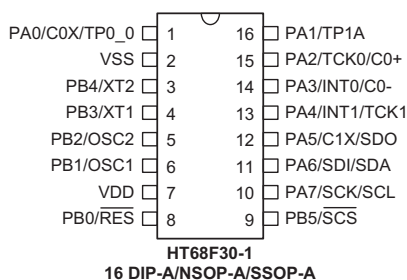 PA0/C0X/TP0_0 1 16 PA1/TP1A
VSS 2 15 PA2/TCK0/C0+
PB4/XT2 3 14 PA3/INT0/C0-
PB3/XT1 4 13 PA4/INT1/TCK1
PB2/OSC2 5 12 PA5/C1X/SDO
PB1/OSC1 6 11 PA6/SDI/SDA
VDD 7 10 PA7/SCK/SCL
PB0/RES 8 9 PB5/SCS
HT68F30-1
16 DIP-A/NSOP-A/SSOP-A